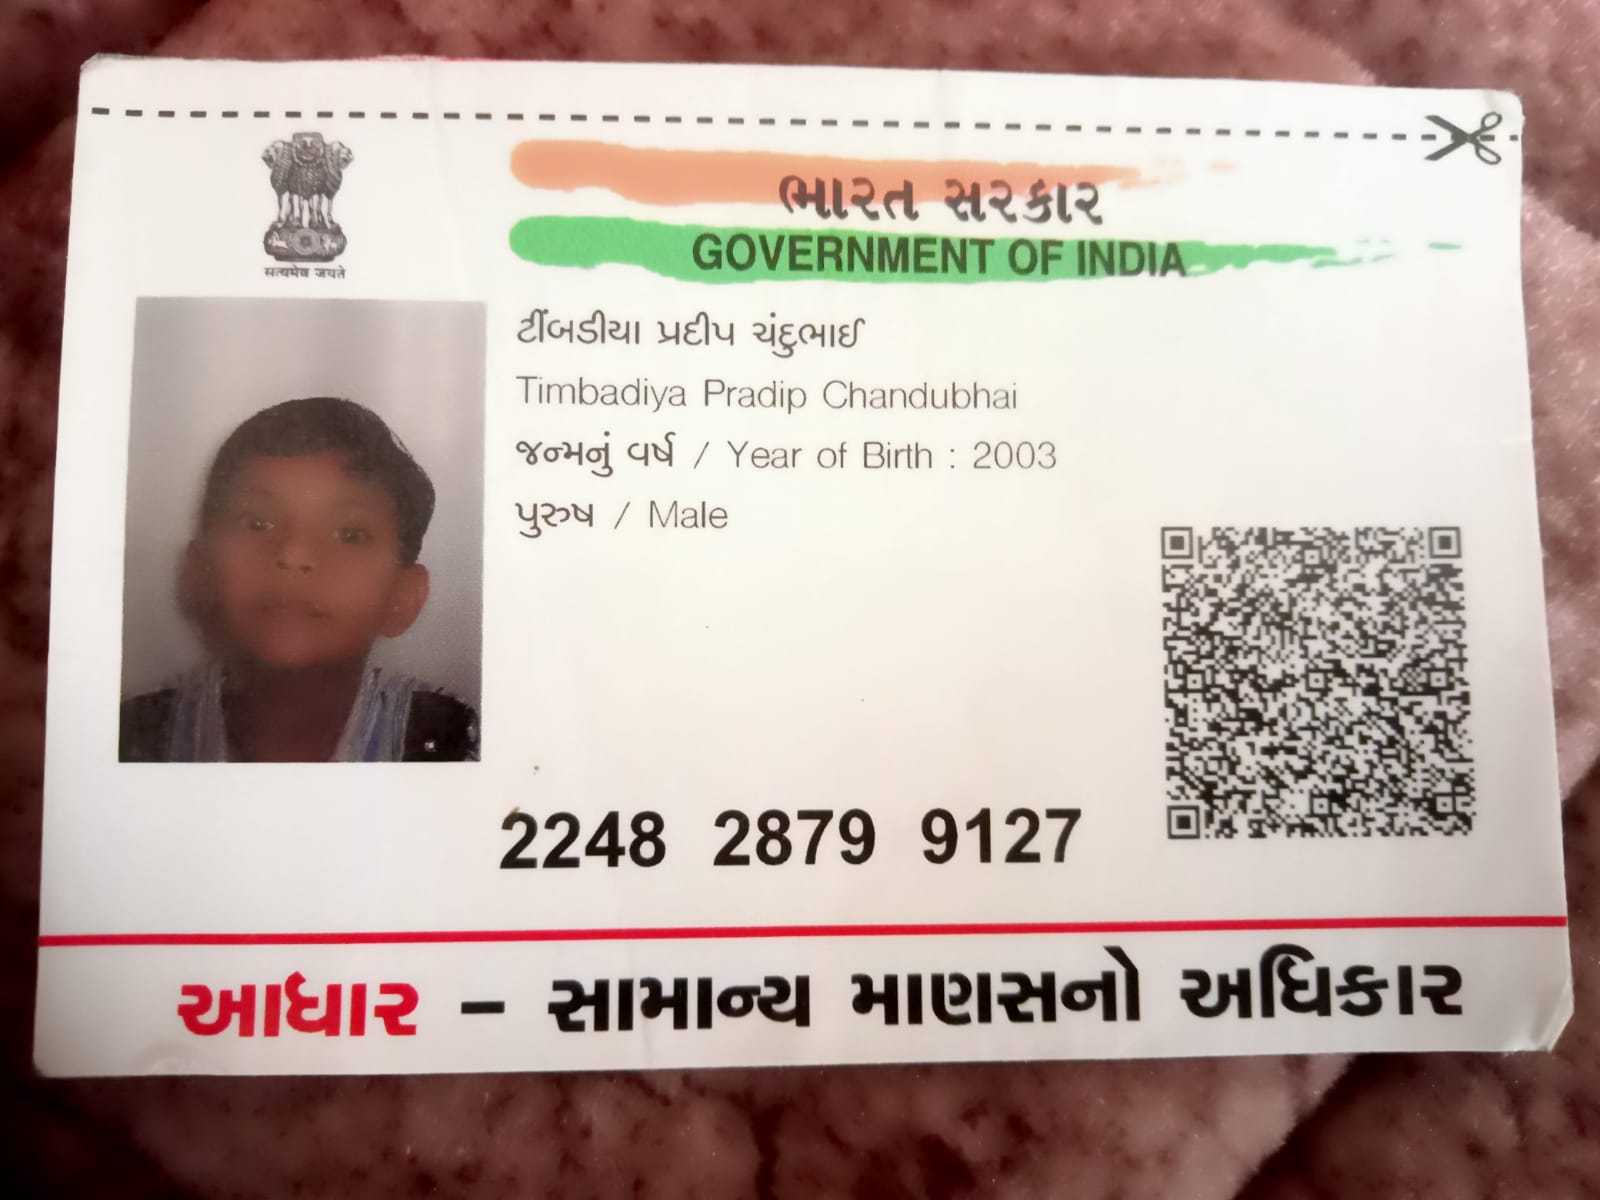 सत्यमेव जयते
ભારત સરકાર
GOVERNMENT OF INDIA
ટીંબડીયા પ્રદીપ ચંદુભાઈ
Timbadiya Pradip Chandubhai
જન્મનું વર્ષ / Year of Birth : 2003
પુરુષ / Male
2248 2879 9127
આધાર – સામાન્ય માણસનો અધિકાર